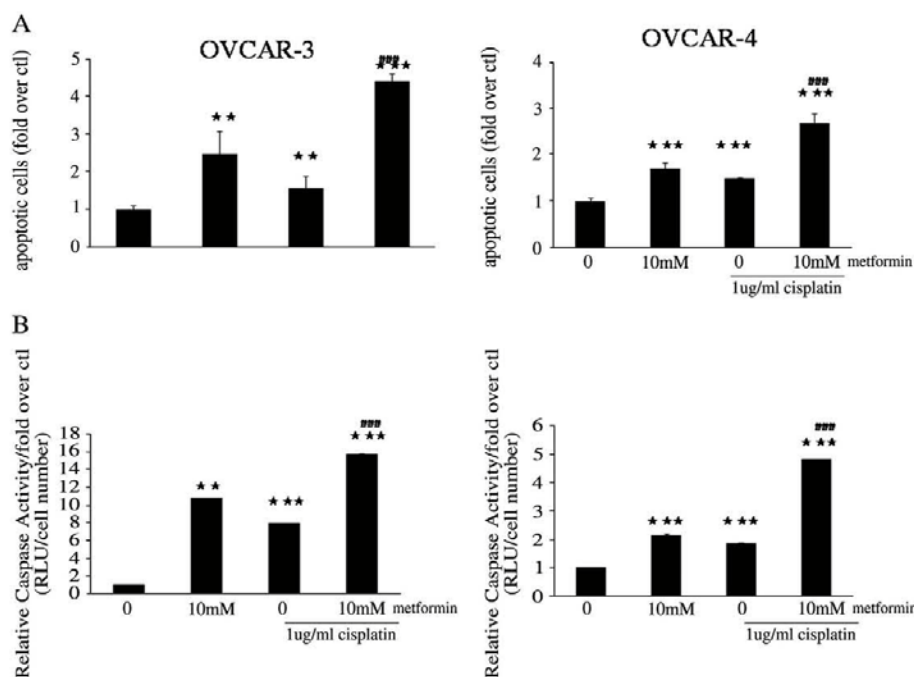 A
OVCAR-3
apoptotic cells (fold over ctl)
5
4
3
2
1
0
★★
★★
###
★★★
OVCAR-4
apoptotic cells (fold over ctl)
4
3
2
1
0
★★★
★★★
###
★★★
0 10mM 0 10mM metformin
1ug/ml cisplatin
B
Relative Caspase Activity/fold over ctl
(RLU/cell number)
18
16
14
12
10
8
6
4
2
0
★★
★★★
###
★★★
0 10mM 0 10mM metformin
1ug/ml cisplatin
Relative Caspase Activity/fold over ctl
(RLU/cell number)
6
5
4
3
2
1
0
★★★
★★★
###
★★★
0 10mM 0 10mM metformin
1ug/ml cisplatin